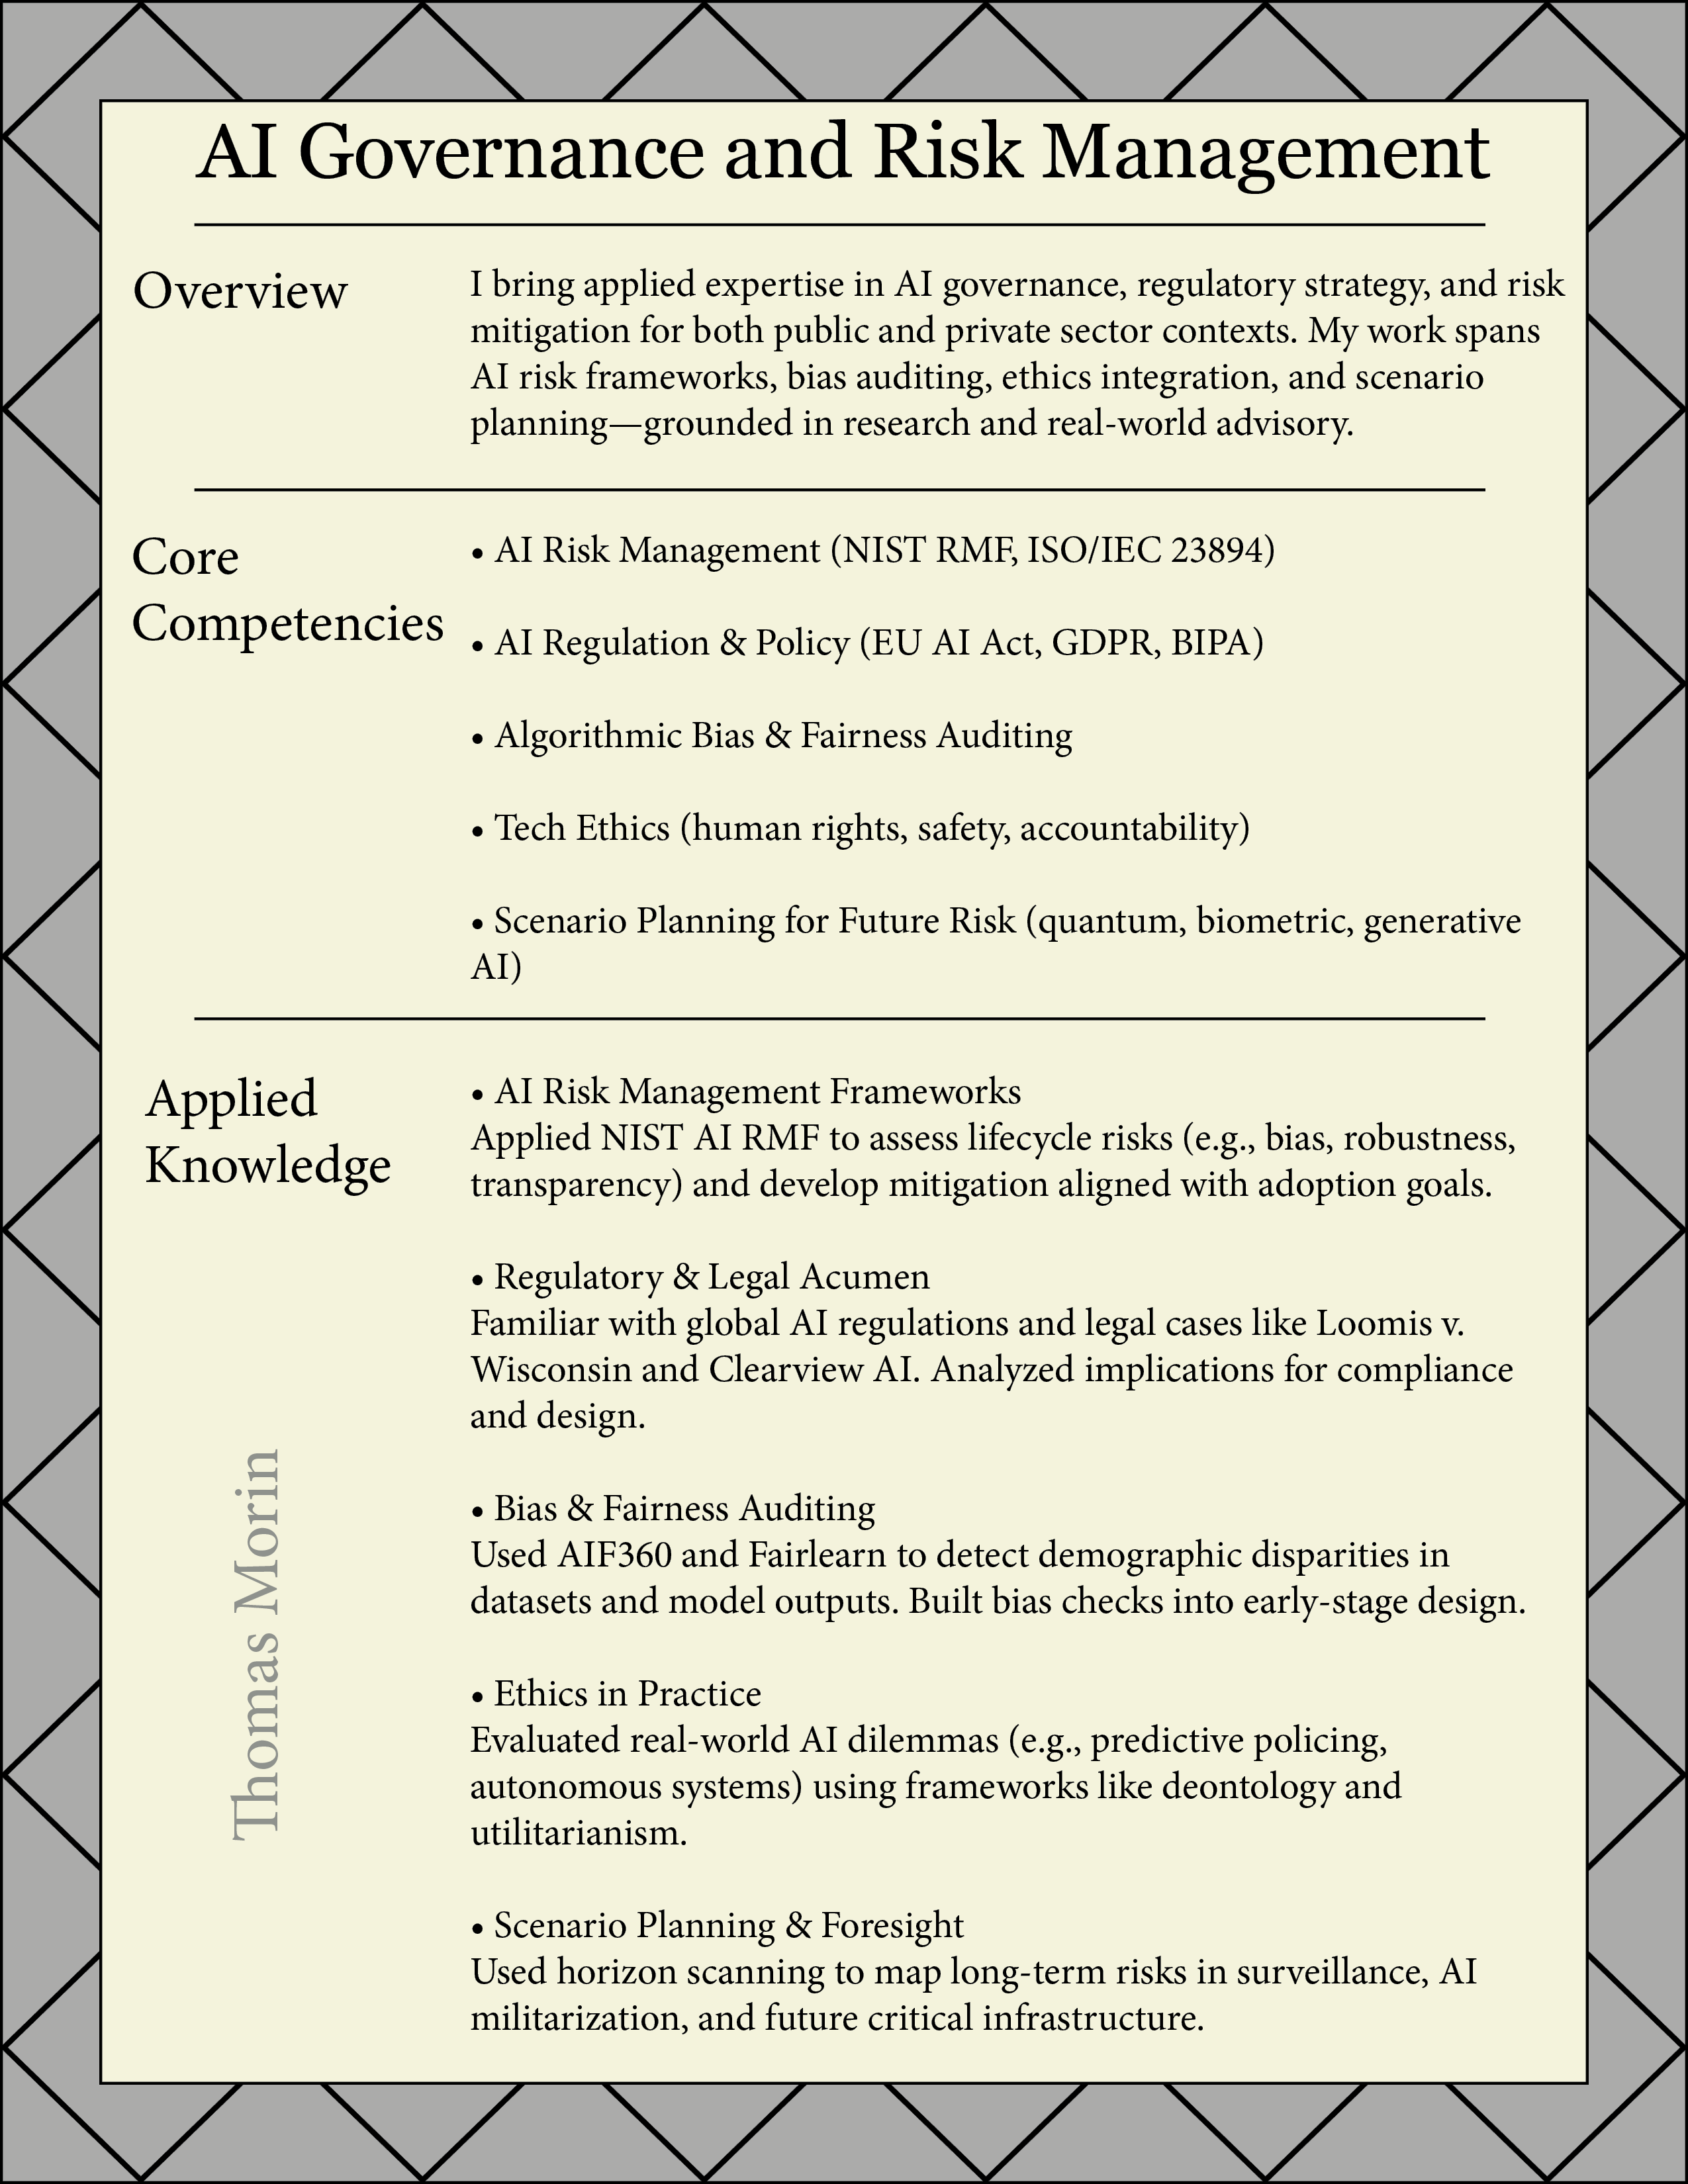 AI Governance and Risk Management
Overview
I bring applied expertise in AI governance, regulatory strategy, and risk
mitigation for both public and private sector contexts. My work spans
AI risk frameworks, bias auditing, ethics integration, and scenario
planning—grounded in research and real-world advisory.
Core
Competencies
• AI Risk Management (NIST RMF, ISO/IEC 23894)
• AI Regulation & Policy (EU AI Act, GDPR, BIPA)
• Algorithmic Bias & Fairness Auditing
• Tech Ethics (human rights, safety, accountability)
• Scenario Planning for Future Risk (quantum, biometric, generative
AI)
Applied
Knowledge
• AI Risk Management Frameworks
Applied NIST AI RMF to assess lifecycle risks (e.g., bias, robustness,
transparency) and develop mitigation aligned with adoption goals.
• Regulatory & Legal Acumen
Familiar with global AI regulations and legal cases like Loomis v.
Wisconsin and Clearview AI. Analyzed implications for compliance
and design.
• Bias & Fairness Auditing
Used AIF360 and Fairlearn to detect demographic disparities in
datasets and model outputs. Built bias checks into early-stage design.
• Ethics in Practice
Evaluated real-world AI dilemmas (e.g., predictive policing,
autonomous systems) using frameworks like deontology and
utilitarianism.
• Scenario Planning & Foresight
Used horizon scanning to map long-term risks in surveillance, AI
militarization, and future critical infrastructure.
Thomas Morin